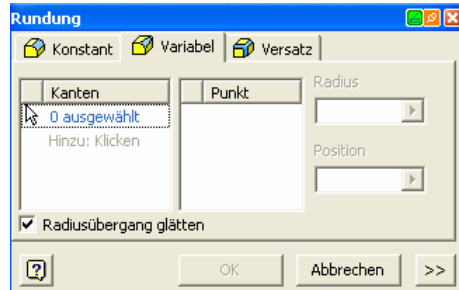 Rundung
Konstant Variabel Versatz
Kanten Punkt Radius
0 ausgewählt
Hinzu: Klicken
Position
Radiusübergang glätten
? OK Abbrechen >>